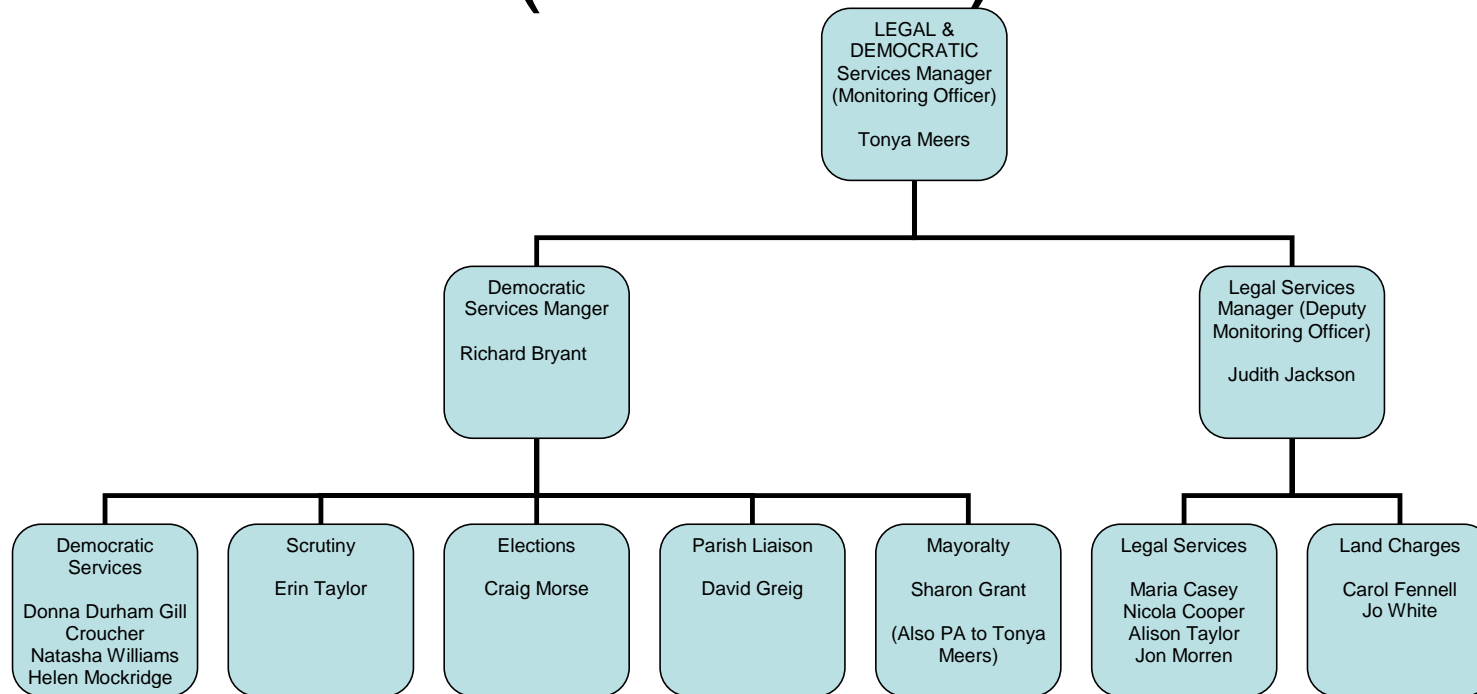 LEGAL &
DEMOCRATIC
Services Manager
(Monitoring Officer)
Tonya Meers
Democratic
Services Manger
Richard Bryant
Legal Services
Manager (Deputy
Monitoring Officer)
Judith Jackson
Democratic
Services
Donna Durham Gill
Croucher
Natasha Williams
Helen Mockridge
Scrutiny
Erin Taylor
Elections
Craig Morse
Parish Liaison
David Greig
Mayoralty
Sharon Grant
(Also PA to Tonya
Meers)
Legal Services
Maria Casey
Nicola Cooper
Alison Taylor
Jon Morren
Land Charges
Carol Fennell
Jo White